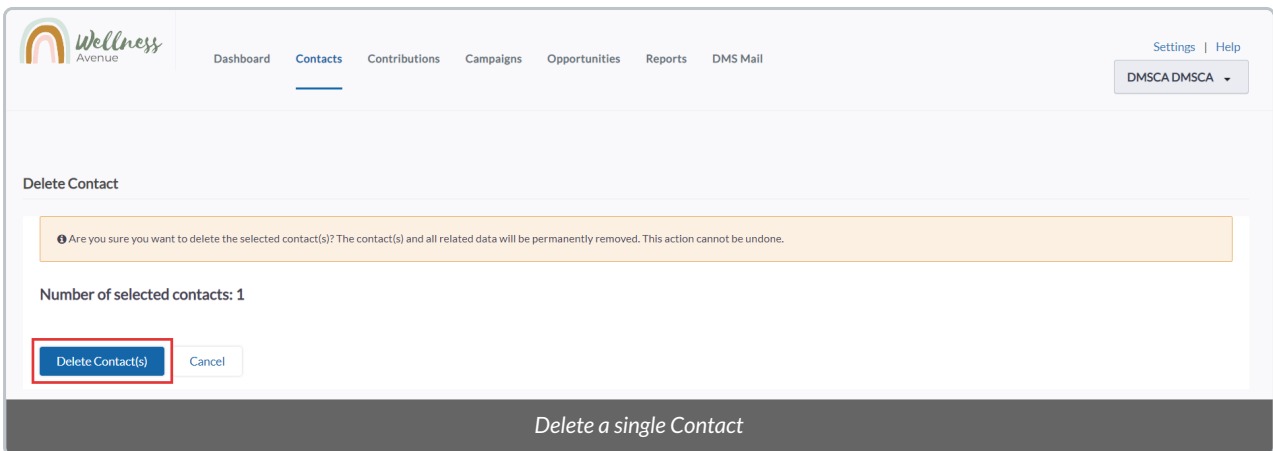 Wellness
Avenue
Dashboard Contacts Contributions Campaigns Opportunities Reports DMS Mail
Settings | Help
DMSCA DMSCA
Delete Contact
Are you sure you want to delete the selected contact(s)? The contact(s) and all related data will be permanently removed. This action cannot be undone.
Number of selected contacts: 1
Delete Contact(s) Cancel
Delete a single Contact